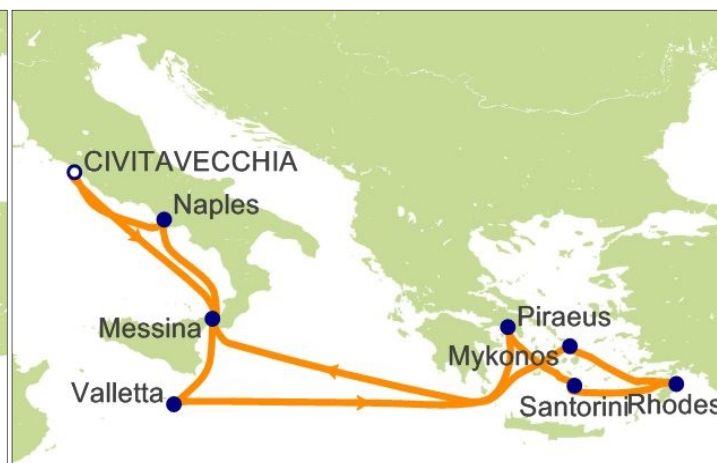 CIVITAVECCHIA
Naples
Piraeus
Messina
Mykonos
Valletta
Santorini
Rhodes